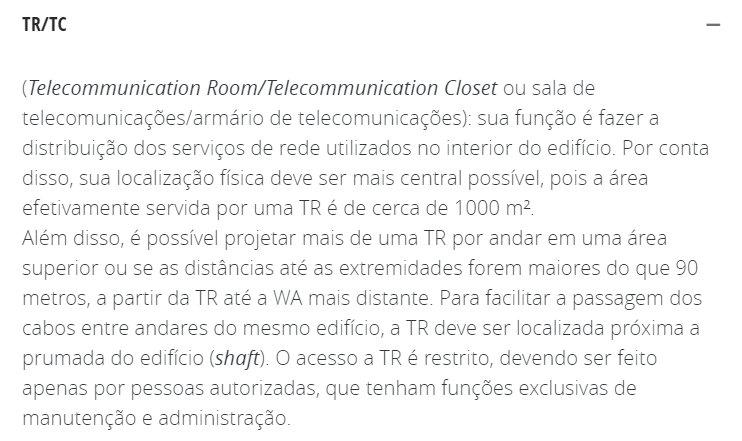 TR/TC
(Telecommunication Room/Telecommunication Closet ou sala de
telecomunicações/armário de telecomunicações): sua função é fazer a
distribuição dos serviços de rede utilizados no interior do edifício. Por conta
disso, sua localização física deve ser mais central possível, pois a área
efetivamente servida por uma TR é de cerca de 1000 m².
Além disso, é possível projetar mais de uma TR por andar em uma área
superior ou se as distâncias até as extremidades forem maiores do que 90
metros, a partir da TR até a WA mais distante. Para facilitar a passagem dos
cabos entre andares do mesmo edifício, a TR deve ser localizada próxima a
prumada do edifício (shaft). O acesso a TR é restrito, devendo ser feito
apenas por pessoas autorizadas, que tenham funções exclusivas de
manutenção e administração.